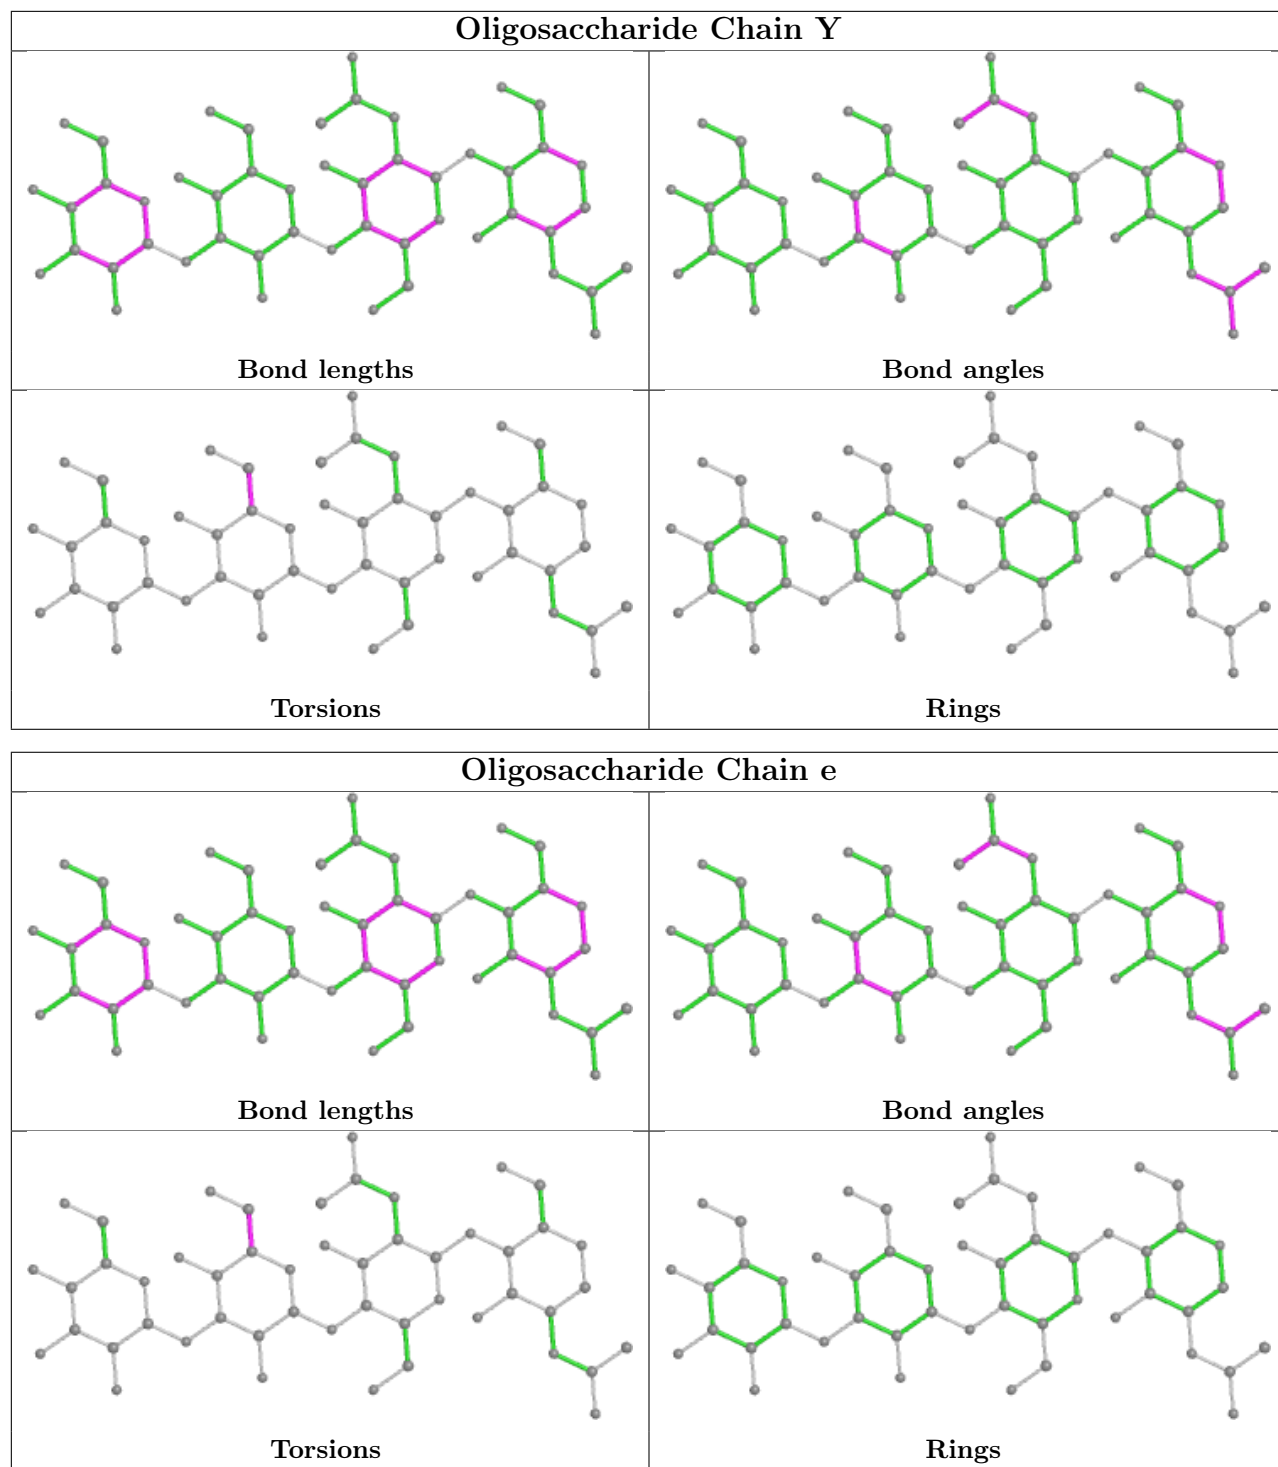 Oligosaccharide Chain Y
Bond lengths
Bond angles
Torsions
Rings
Oligosaccharide Chain e
Bond lengths
Bond angles
Torsions
Rings